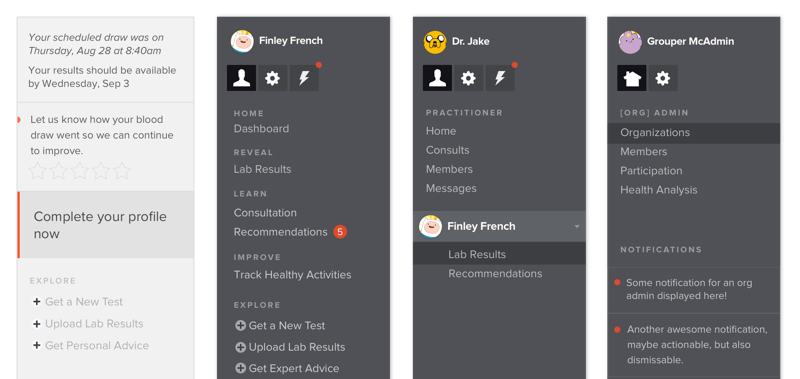 Your scheduled draw was on
Thursday, Aug 28 at 8:40am
Your results should be available
by Wednesday, Sep 3
Let us know how your blood
draw went so we can continue
to improve.
Complete your profile
now
EXPLORE
Get a New Test
Upload Lab Results
Get Personal Advice
Finley French
HOME
Dashboard
REVEAL
Lab Results
LEARN
Consultation
Recommendations 5
IMPROVE
Track Healthy Activities
EXPLORE
Get a New Test
Upload Lab Results
Get Expert Advice
Dr. Jake
PRACTITIONER
Home
Consults
Members
Messages
Finley French
Lab Results
Recommendations
Grouper McAdmin
[ORG] ADMIN
Organizations
Members
Participation
Health Analysis
NOTIFICATIONS
Some notification for an org
admin displayed here!
Another awesome notification,
maybe actionable, but also
dismissable.